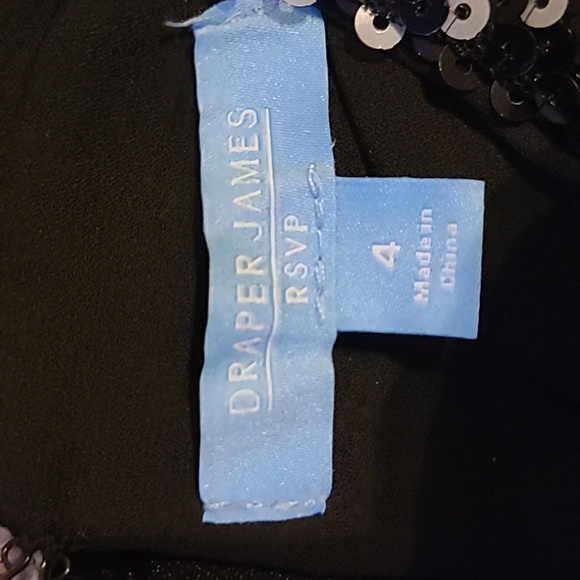 DRAPER JAMES
RSVP
4
Made in
China